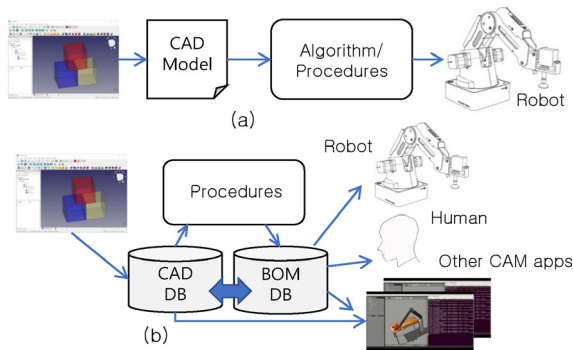 CAD
Model
Algorithm/
Procedures
Robot
(a)
Robot
Procedures
Human
Other CAM apps
CAD
DB
BOM
DB
(b)